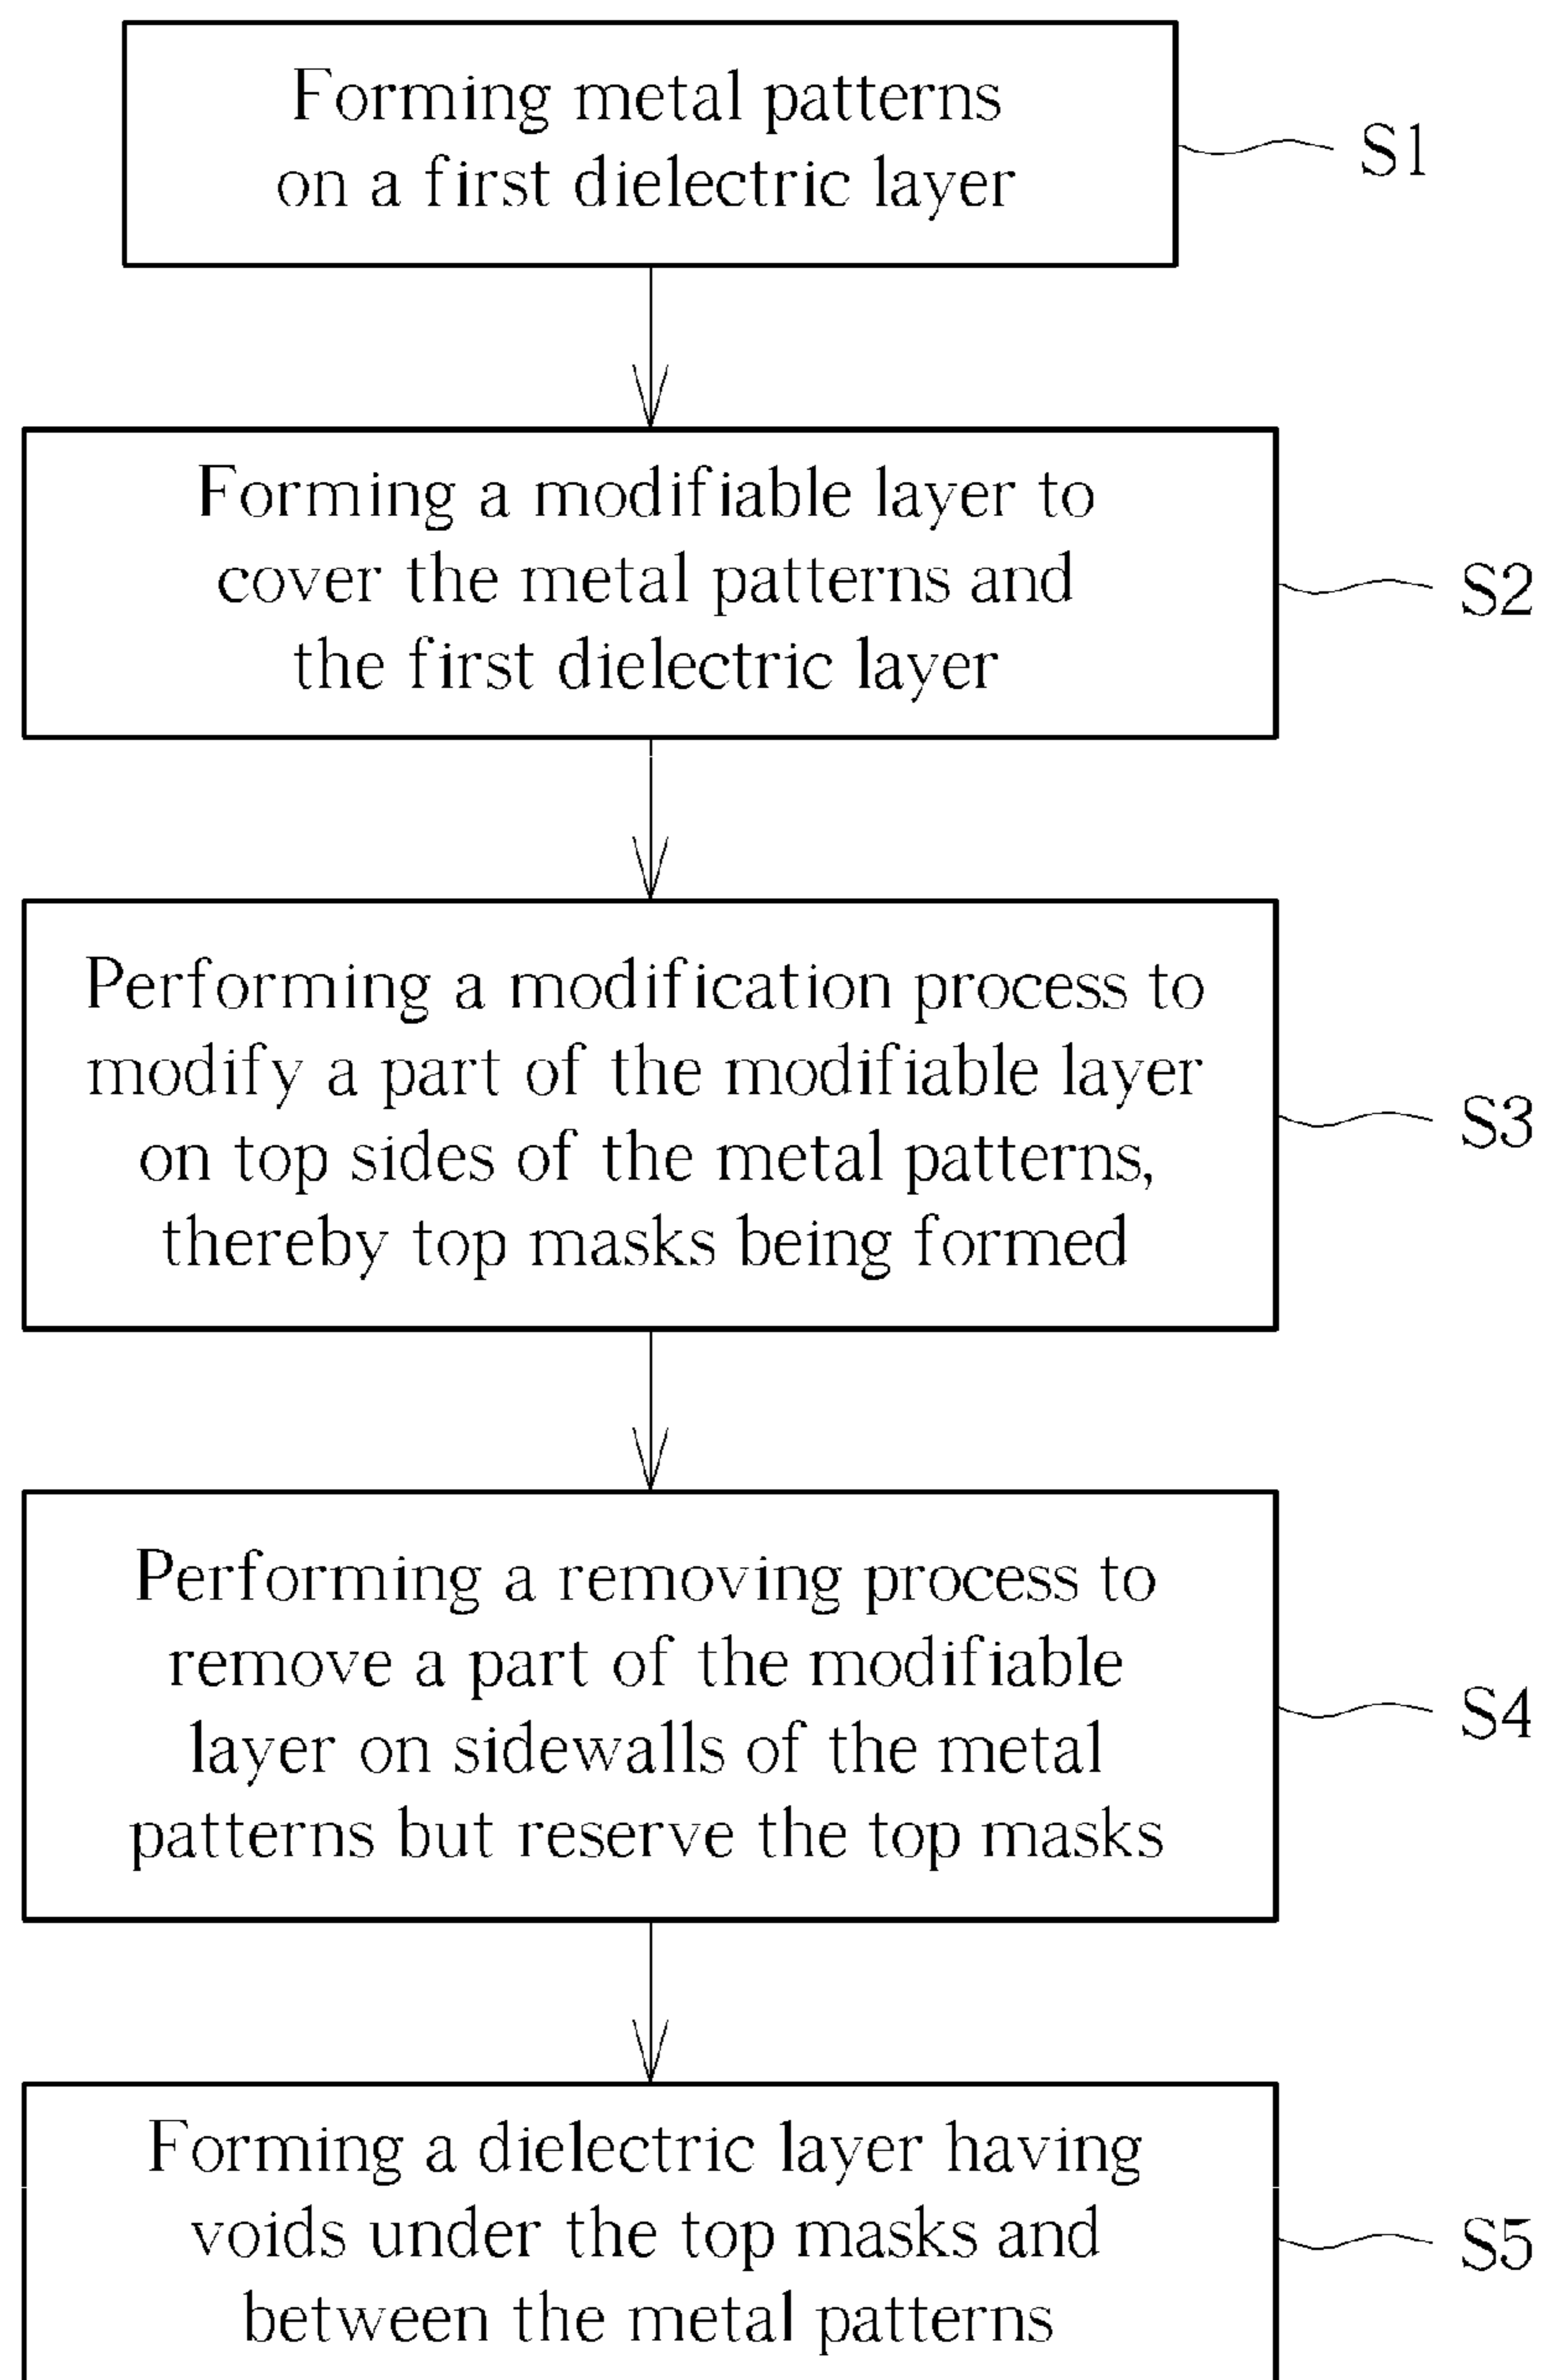 Forming metal patterns
on a first dielectric layer
S1
Forming a modifiable layer to
cover the metal patterns and
the first dielectric layer
S2
Performing a modification process to
modify a part of the modifiable layer
on top sides of the metal patterns,
thereby top masks being formed
S3
Performing a removing process to
remove a part of the modifiable
layer on sidewalls of the metal
patterns but reserve the top masks
S4
Forming a dielectric layer having
voids under the top masks and
between the metal patterns
S5